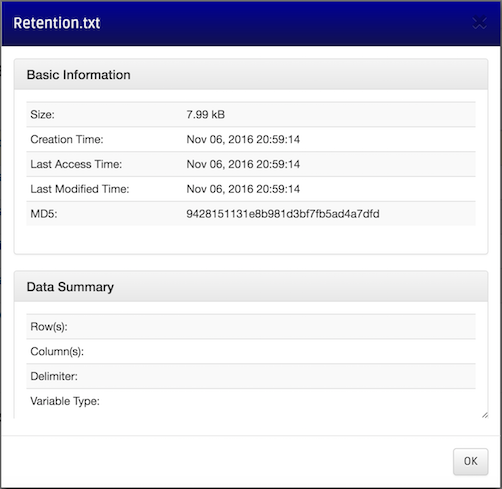 Retention.txt
Basic Information
Size: 7.99 kB
Creation Time: Nov 06, 2016 20:59:14
Last Access Time: Nov 06, 2016 20:59:14
Last Modified Time: Nov 06, 2016 20:59:14
MD5: 9428151131e8b981d3bf7fb5ad4a7dfd
Data Summary
Row(s):
Column(s):
Delimiter:
Variable Type:
OK